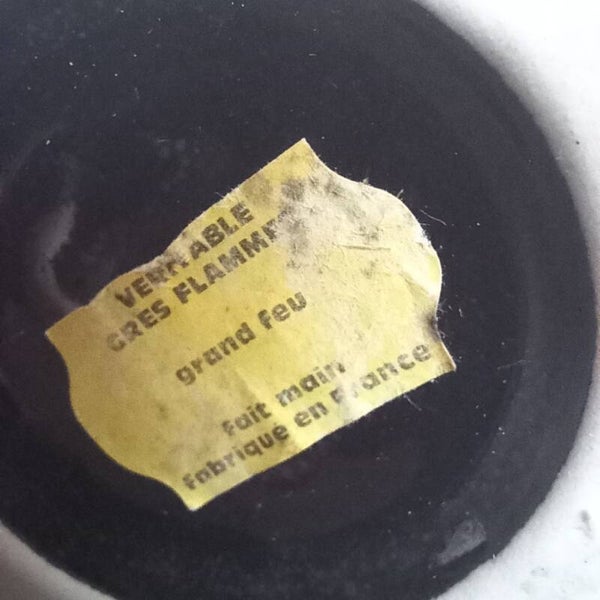 VERITABLE
GRES FLAMME
grand feu
Fait main
Fabriqué en France